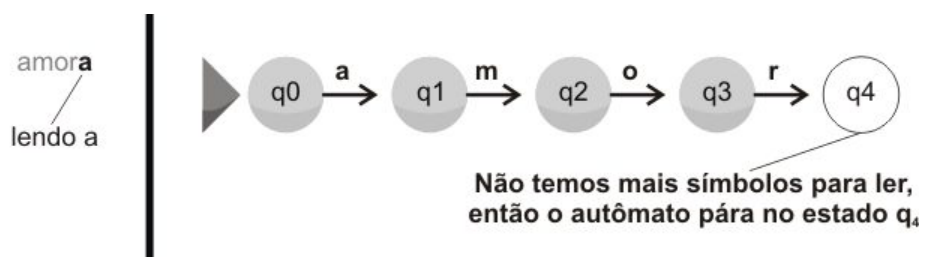 amora
lendo a
q0 a q1 m q2 o q3 r q4
Não temos mais símbolos para ler,
então o autômato pára no estado q₄